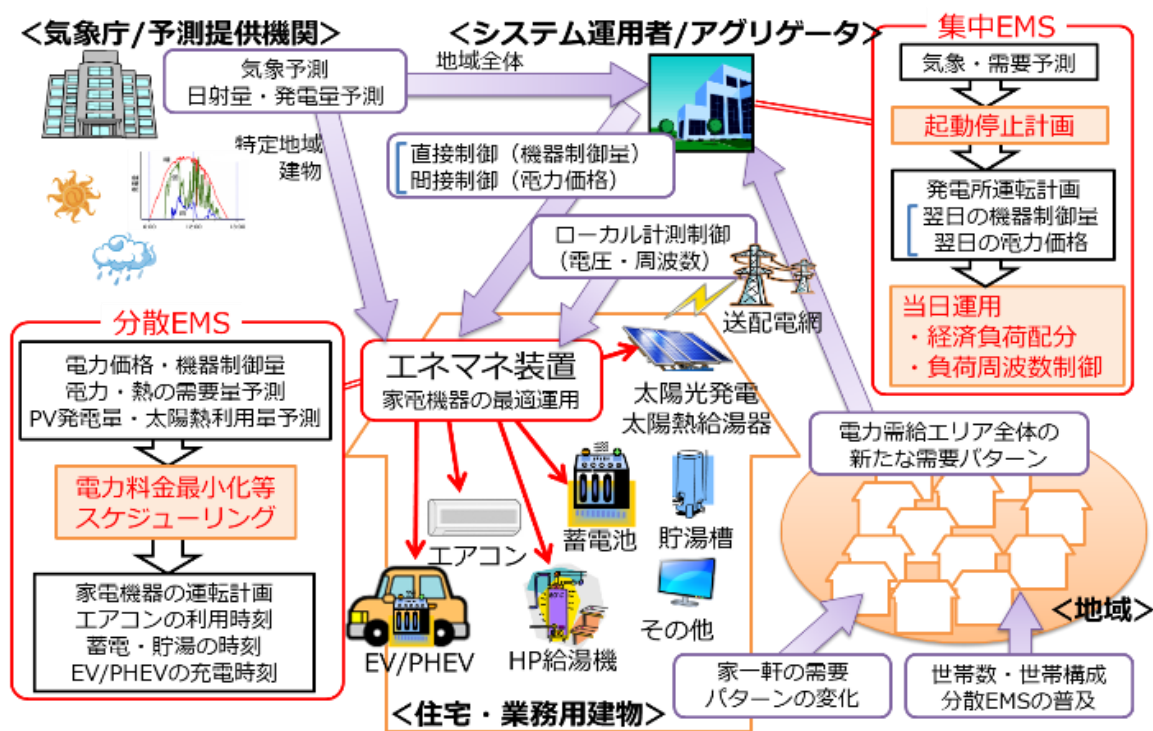 <気象庁/予測提供機関>
気象予測
日射量・発電量予測
地域全体
特定地域
建物
<システム運用者/アグリゲータ>
直接制御（機器制御量）
間接制御（電力価格）
ローカル計測制御
（電圧・周波数）
送配電網
集中EMS
気象・需要予測
起動停止計画
発電所運転計画
翌日の機器制御量
翌日の電力価格
当日運用
・経済負荷配分
・負荷周波数制御
分散EMS
電力価格・機器制御量
電力・熱の需要量予測
PV発電量・太陽熱利用量予測
電力料金最小化等
スケジューリング
家電機器の運転計画
エアコンの利用時刻
蓄電・貯湯の時刻
EV/PHEVの充電時刻
エネマネ装置
家電機器の最適運用
太陽光発電
太陽熱給湯器
エアコン
蓄電池
貯湯槽
EV/PHEV
HP給湯機
その他
<住宅・業務用建物>
電力需給エリア全体の
新たな需要パターン
<地域>
家一軒の需要
パターンの変化
世帯数・世帯構成
分散EMSの普及